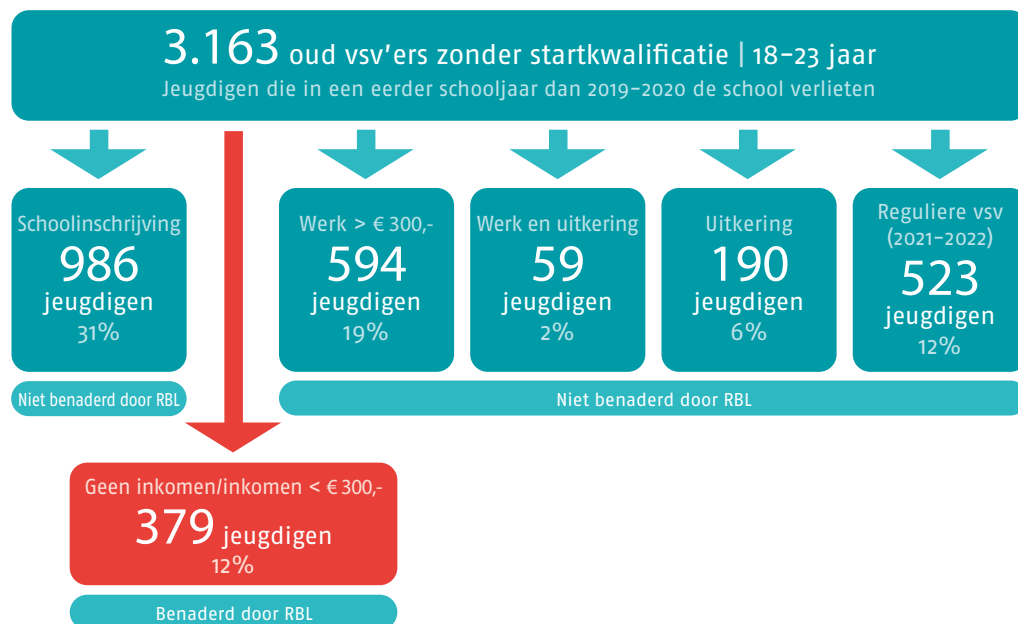 3.163 oud vsv'ers zonder startkwalificatie | 18-23 jaar
Jeugdigen die in een eerder schooljaar dan 2019-2020 de school verlieten
Schoolinschrijving
986
jeugdigen
31%
Niet benaderd door RBL
Werk > € 300,-
594
jeugdigen
19%
Werk en uitkering
59
jeugdigen
2%
Uitkering
190
jeugdigen
6%
Reguliere vsv
(2021-2022)
523
jeugdigen
12%
Niet benaderd door RBL
Geen inkomen/inkomen < € 300,-
379 jeugdigen
12%
Benaderd door RBL